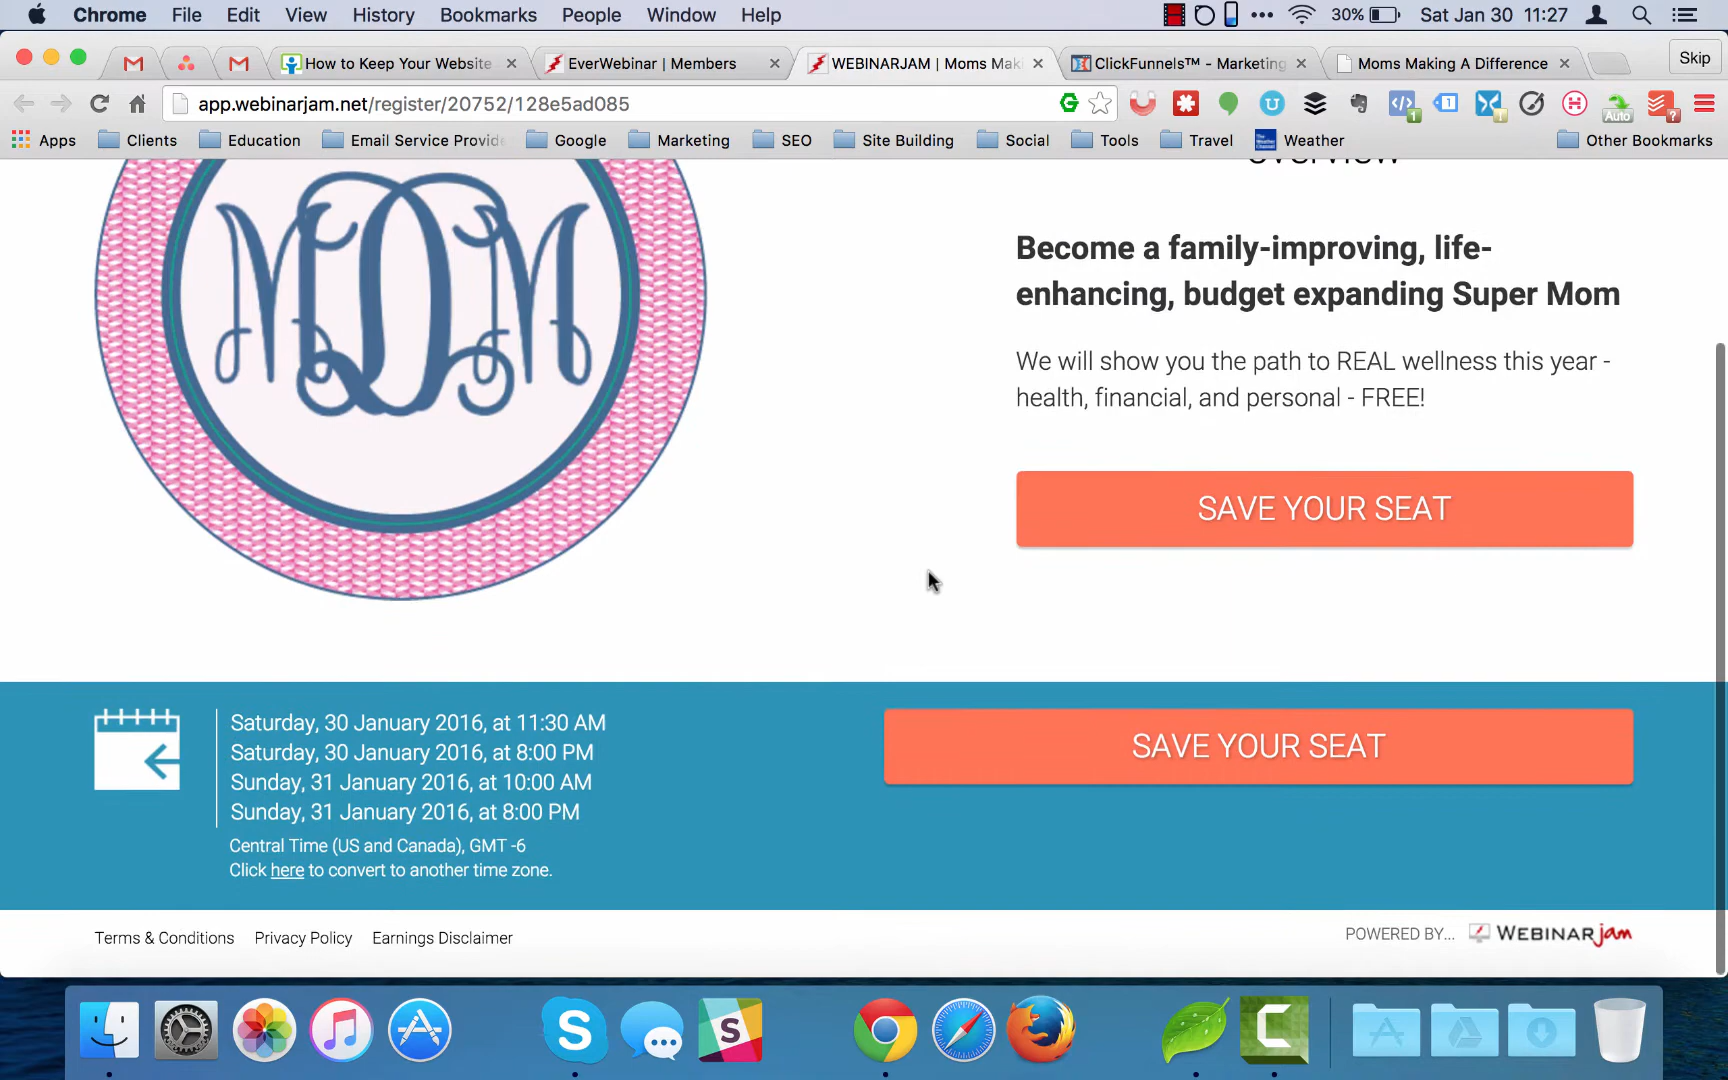 Chrome File Edit View History Bookmarks People Window Help 30% Sat Jan 30 11:27
How to Keep Your Website EverWebinar | Members WEBINARJAM | Moms Mak ClickFunnels™ - Marketing Moms Making A Difference Skip
app.webinarjam.net/register/20752/128e5ad085
Apps Clients Education Email Service Provide Google Marketing SEO Site Building Social Tools Travel Weather Other Bookmarks
overview
MOM
Become a family-improving, life-
enhancing, budget expanding Super Mom
We will show you the path to REAL wellness this year -
health, financial, and personal - FREE!
SAVE YOUR SEAT
Saturday, 30 January 2016, at 11:30 AM
Saturday, 30 January 2016, at 8:00 PM
Sunday, 31 January 2016, at 10:00 AM
Sunday, 31 January 2016, at 8:00 PM
Central Time (US and Canada), GMT -6
Click here to convert to another time zone.
SAVE YOUR SEAT
Terms & Conditions Privacy Policy Earnings Disclaimer
POWERED BY... WEBINARjam